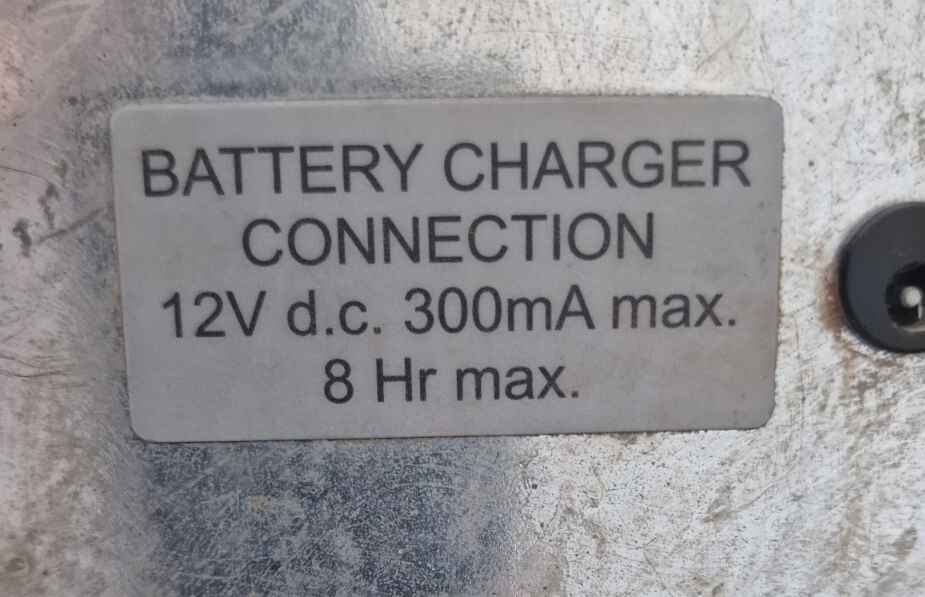 BATTERY CHARGER
CONNECTION
12V d.c. 300mA max.
8 Hr max.